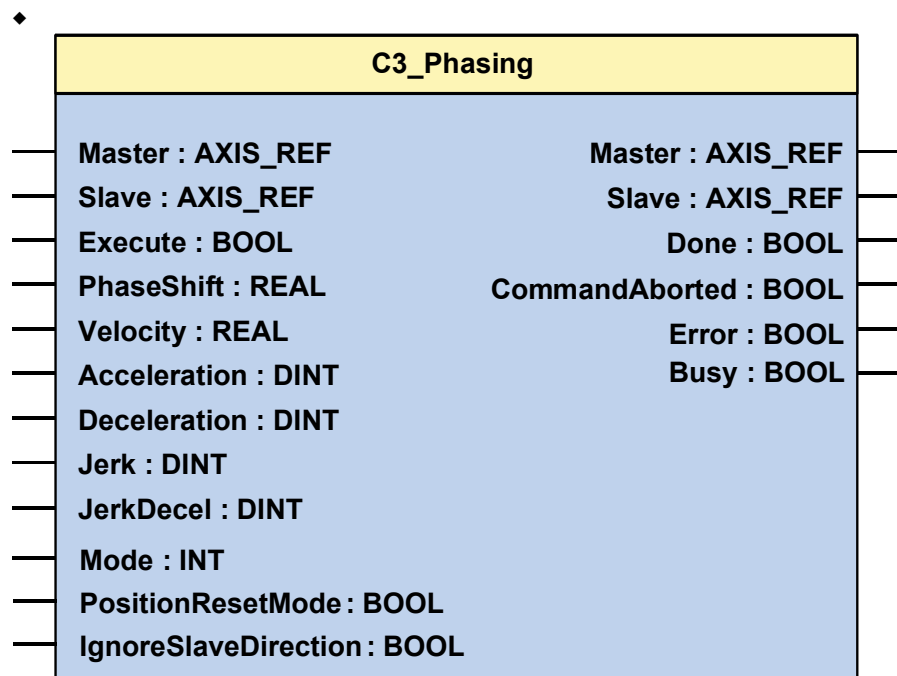 C3_Phasing
Master : AXIS_REF Master : AXIS_REF
Slave : AXIS_REF Slave : AXIS_REF
Execute : BOOL Done : BOOL
PhaseShift : REAL CommandAborted : BOOL
Velocity : REAL Error : BOOL
Acceleration : DINT Busy : BOOL
Deceleration : DINT
Jerk : DINT
JerkDecel : DINT
Mode : INT
PositionResetMode : BOOL
IgnoreSlaveDirection : BOOL